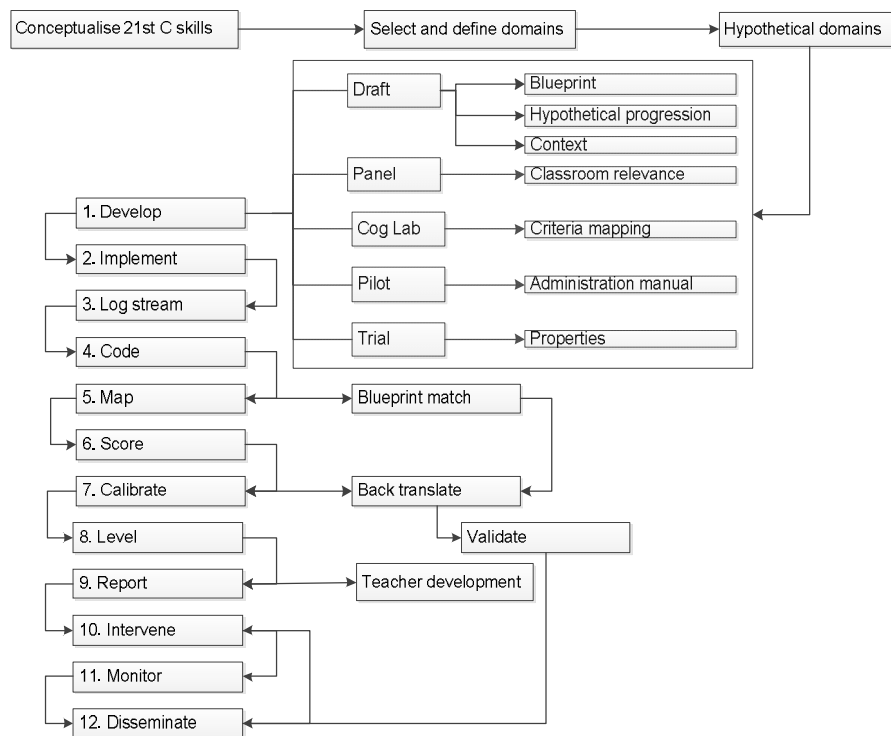 Conceptualise 21st C skills
Select and define domains
Hypothetical domains
Draft
Blueprint
Hypothetical progression
Context
Panel
Classroom relevance
1. Develop
Cog Lab
Criteria mapping
2. Implement
Pilot
Administration manual
3. Log stream
Trial
Properties
4. Code
5. Map
Blueprint match
6. Score
7. Calibrate
Back translate
8. Level
Validate
9. Report
Teacher development
10. Intervene
11. Monitor
12. Disseminate